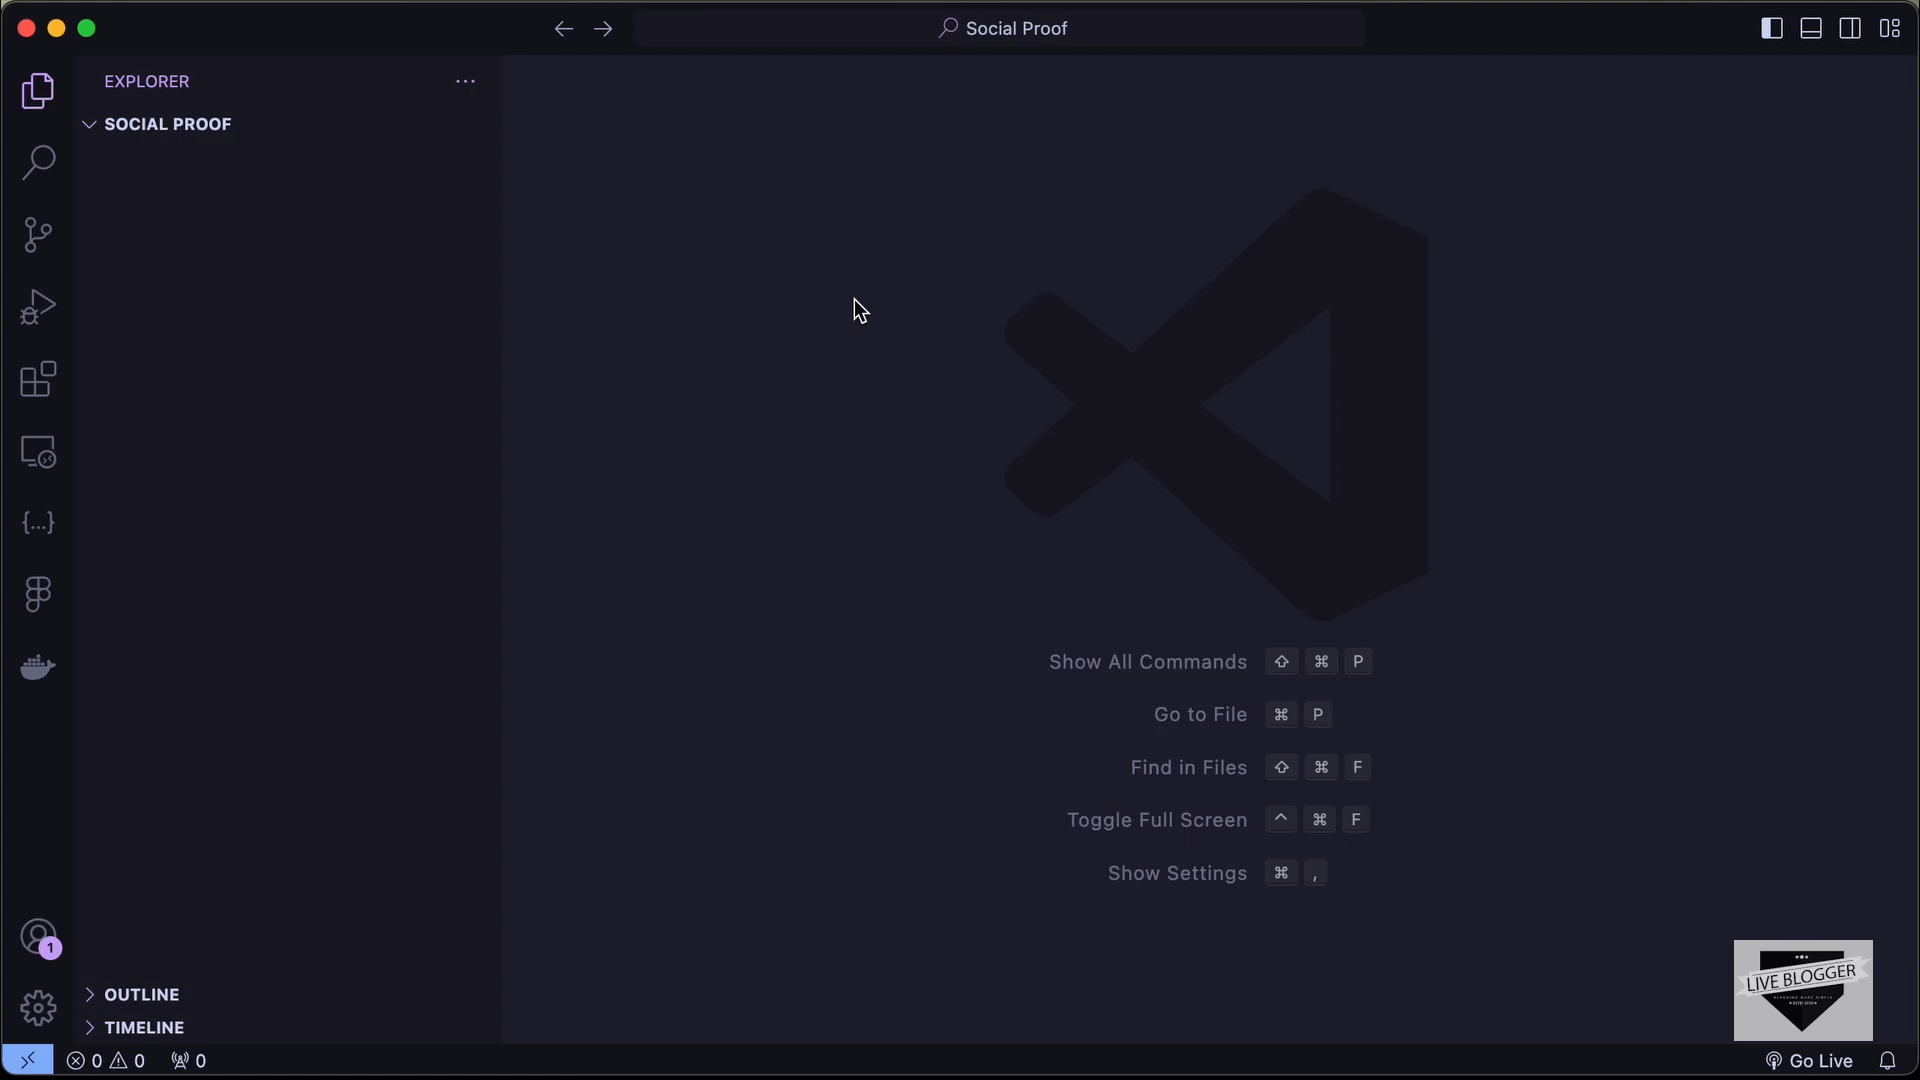 Social Proof
EXPLORER
SOCIAL PROOF
{...}
Show All Commands ⇧ ⌘ P
Go to File ⌘ P
Find in Files ⇧ ⌘ F
Toggle Full Screen ^ ⌘ F
Show Settings ⌘ ,
1
LIVE BLOGGER
OUTLINE
TIMELINE
0 0 0
Go Live